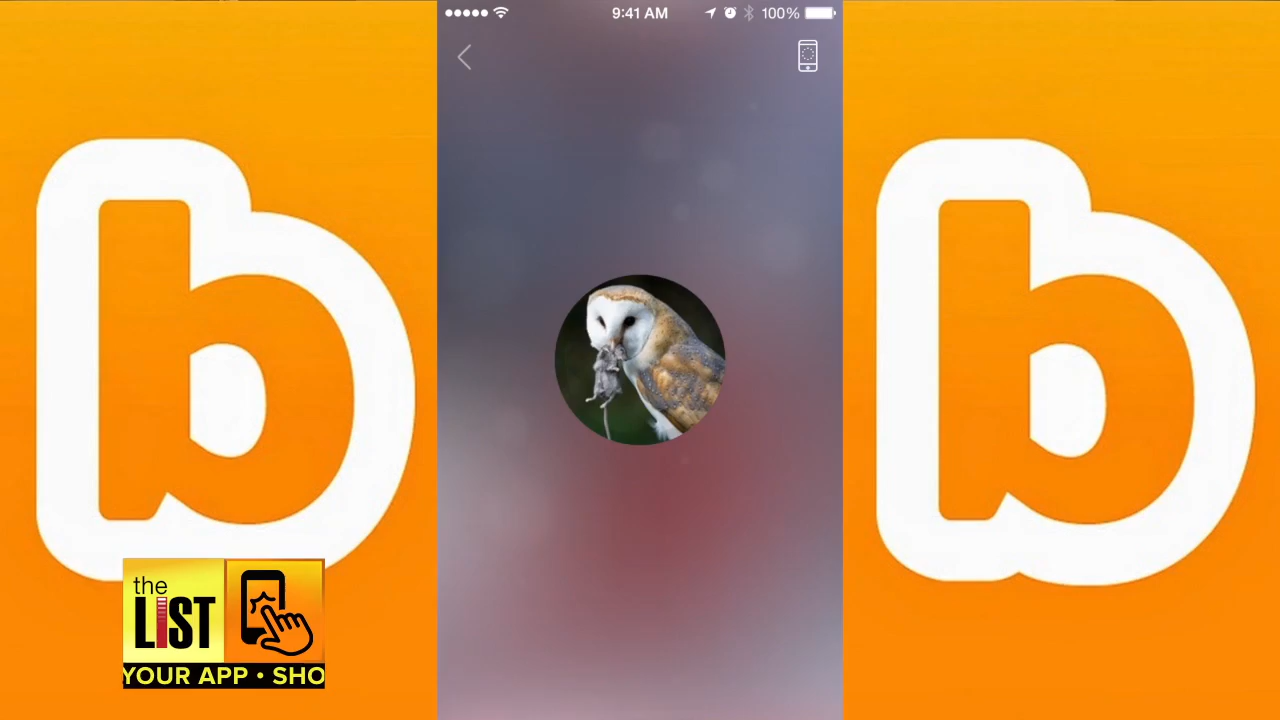 9:41 AM
100%
b
b
the
LiST
YOUR APP • SHO